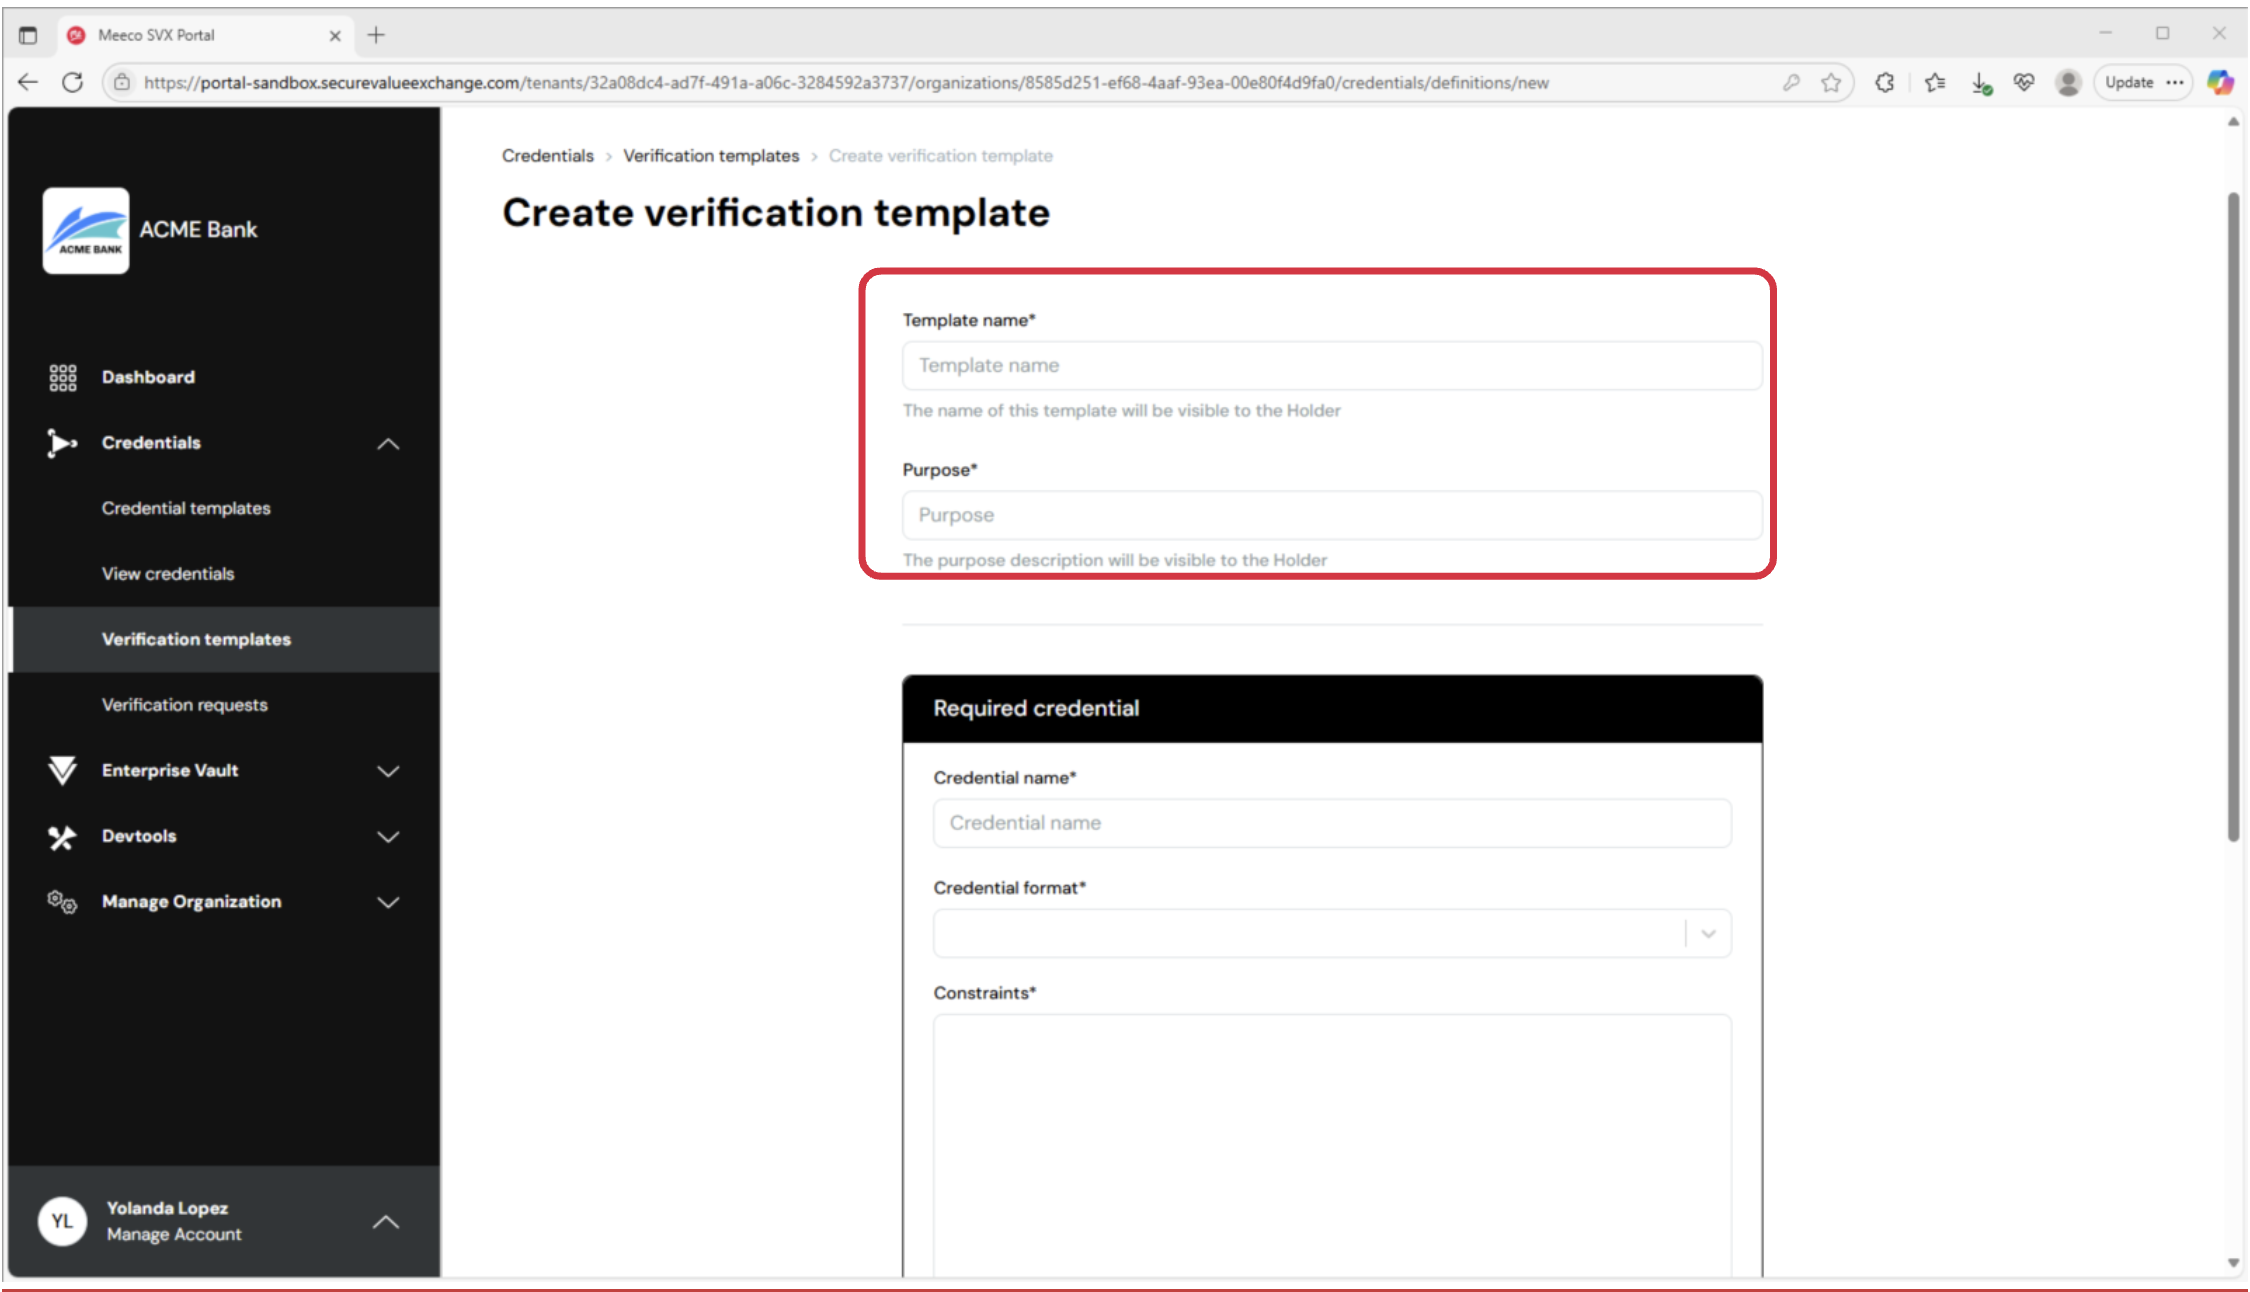 Meeco SVX Portal
https://portal-sandbox.securevalueexchange.com/tenants/32a08dc4-ad7f-491a-a06c-3284592a3737/organizations/8585d251-ef68-4aaf-93ea-00e80f4d9fa0/credentials/definitions/new
Update
ACME BANK
ACME Bank
Dashboard
Credentials
Credential templates
View credentials
Verification templates
Verification requests
Enterprise Vault
Devtools
Manage Organization
YL
Yolanda Lopez
Manage Account
Credentials > Verification templates > Create verification template
Create verification template
Template name*
Template name
The name of this template will be visible to the Holder
Purpose*
Purpose
The purpose description will be visible to the Holder
Required credential
Credential name*
Credential name
Credential format*
Constraints*